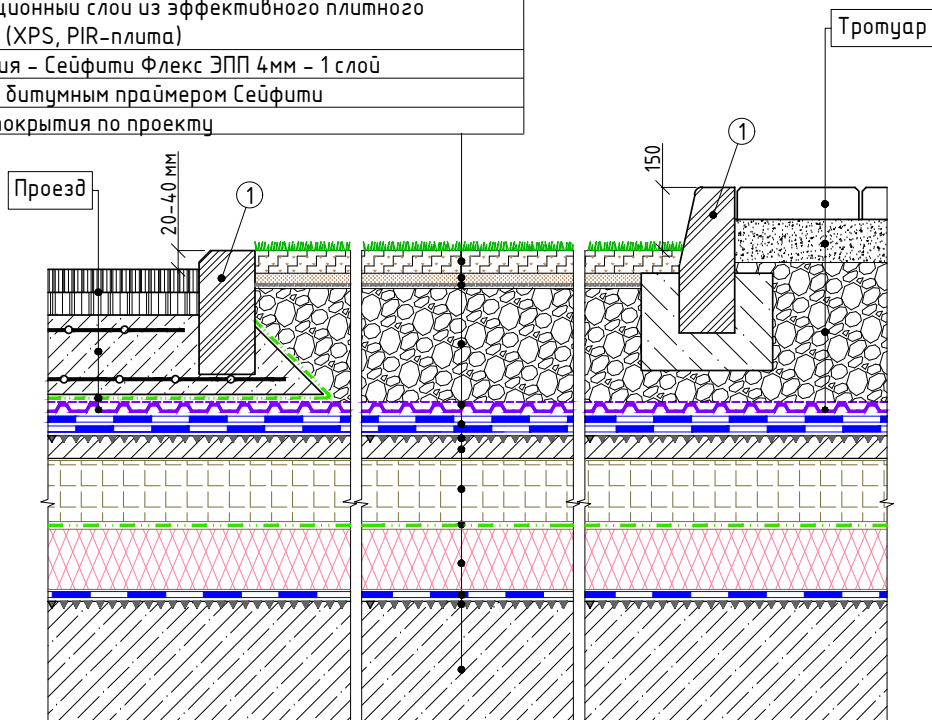 ционный слой из эффективного плитного
(XPS, PIR-плита)
ия - Сейфити Флекс ЭПП 4мм - 1 слой
битумным праймером Сейфити
покрытия по проекту
Тротуар
Проезд
20-40 мм
1
150
1